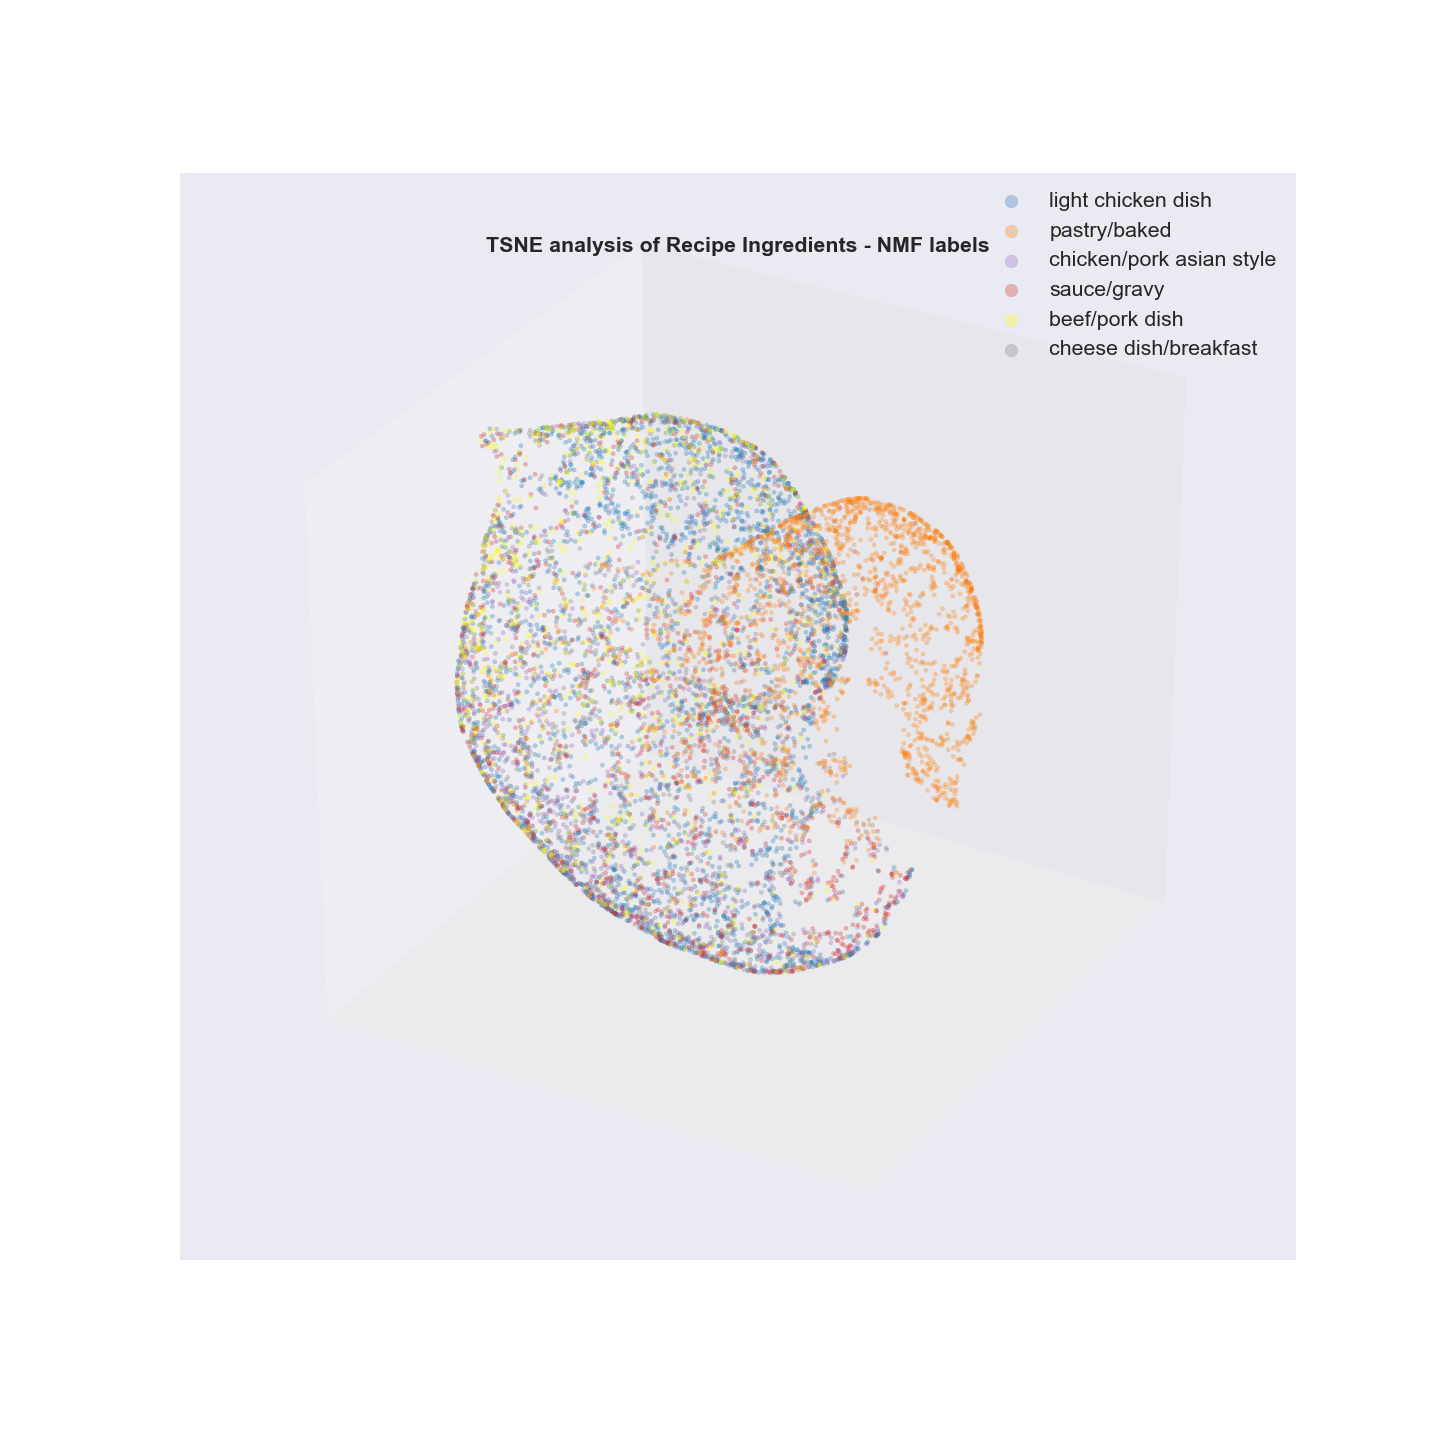 TSNE analysis of Recipe Ingredients - NMF labels
light chicken dish
pastry/baked
chicken/pork asian style
sauce/gravy
beef/pork dish
cheese dish/breakfast